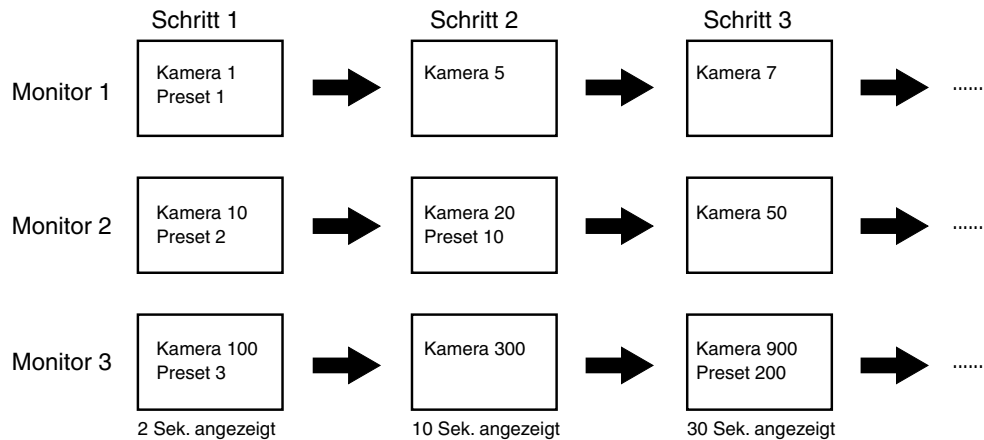 Schritt 1
Schritt 2
Schritt 3
Monitor 1
Kamera 1
Preset 1
Kamera 5
Kamera 7
......
Monitor 2
Kamera 10
Preset 2
Kamera 20
Preset 10
Kamera 50
......
Monitor 3
Kamera 100
Preset 3
Kamera 300
Kamera 900
Preset 200
......
2 Sek. angezeigt
10 Sek. angezeigt
30 Sek. angezeigt